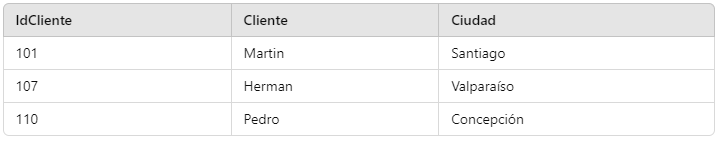 IdCliente Cliente Ciudad
101 Martin Santiago
107 Herman Valparaíso
110 Pedro Concepción